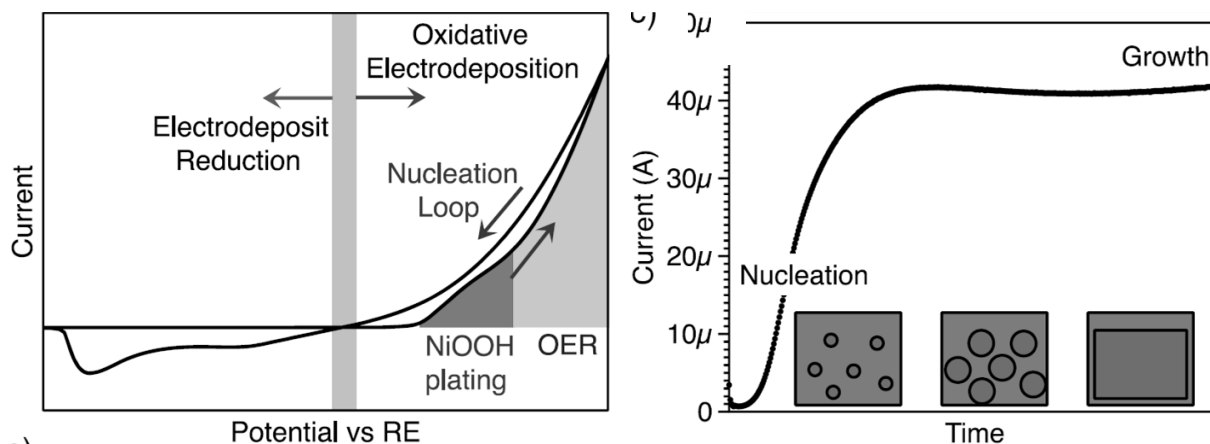 Oxidative
Electrodeposition
Electrodeposit
Reduction
Nucleation
Loop
NiOOH
plating
OER
Current
Potential vs RE
c)
0µ
Growth
40µ
30µ
20µ
10µ
0
Current (A)
Nucleation
Time